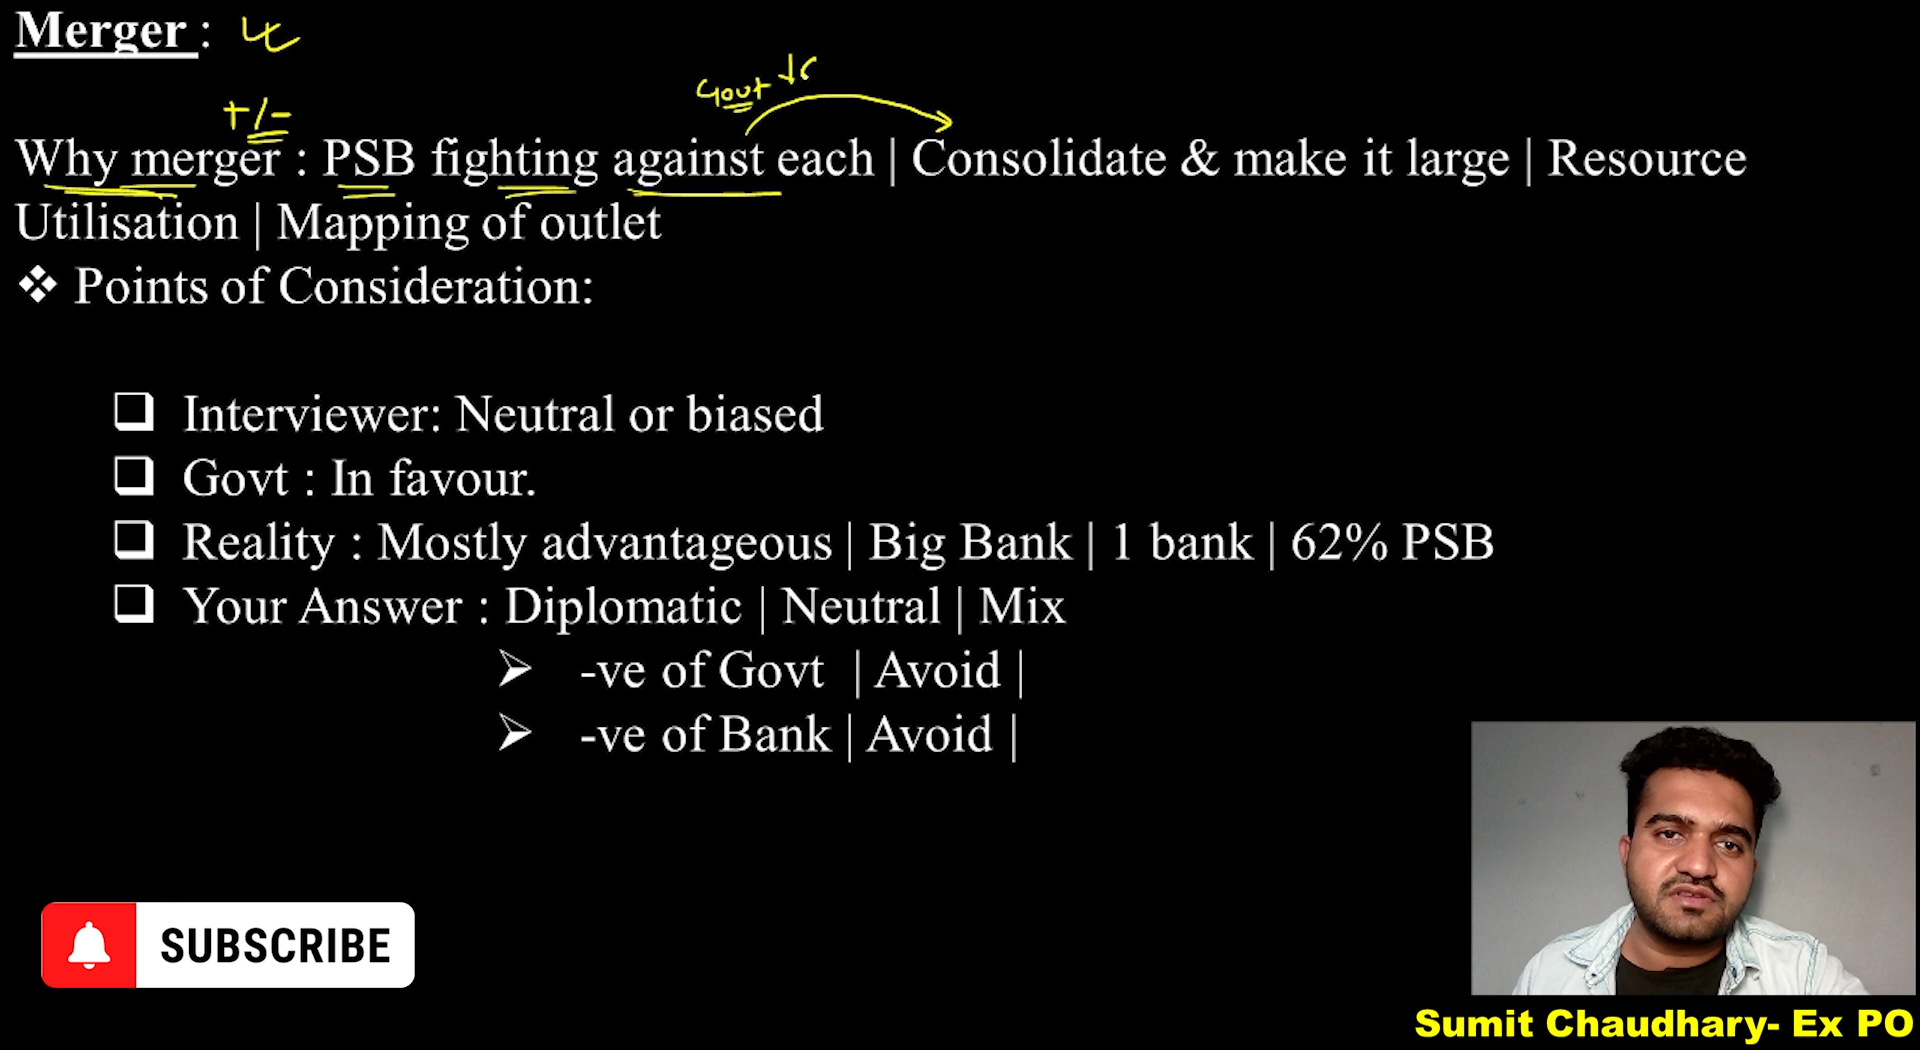 Merger :
+/-
Govt
Why merger : PSB fighting against each | Consolidate & make it large | Resource
Utilisation | Mapping of outlet
❖ Points of Consideration:
❑ Interviewer: Neutral or biased
❑ Govt : In favour.
❑ Reality : Mostly advantageous | Big Bank | 1 bank | 62% PSB
❑ Your Answer : Diplomatic | Neutral | Mix
➢ -ve of Govt | Avoid |
➢ -ve of Bank | Avoid |
SUBSCRIBE
Sumit Chaudhary- Ex PO